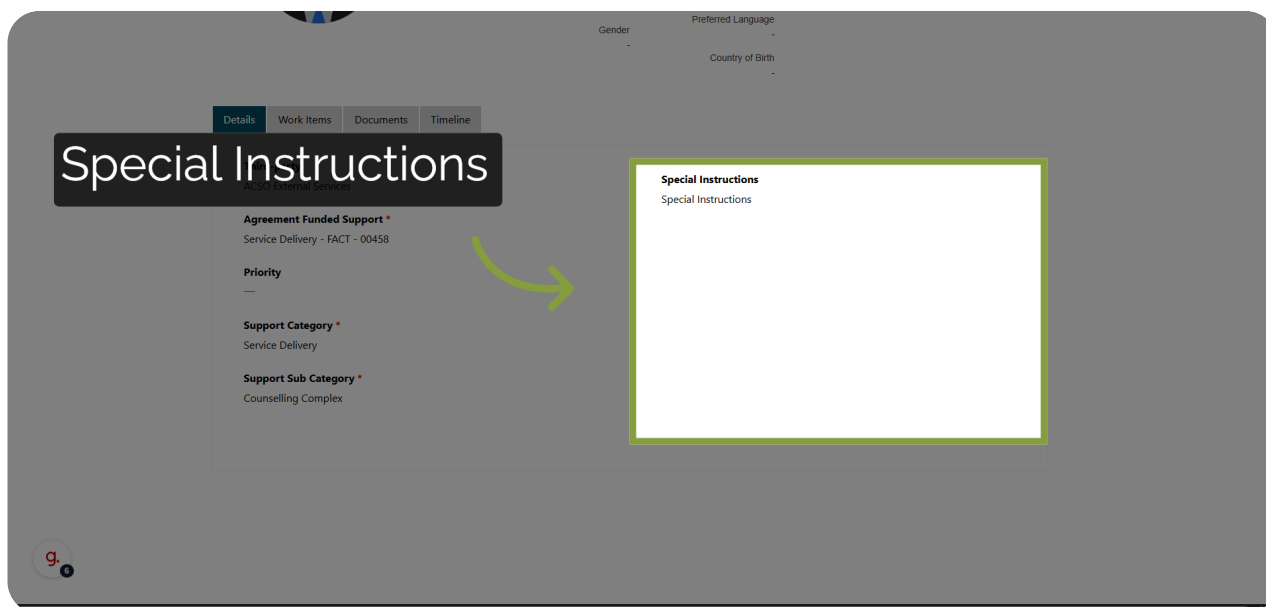 Preferred Language
-
Gender
-
Country of Birth
-
Details Work Items Documents Timeline
Special Instructions
ACSO External Services
Agreement Funded Support *
Service Delivery - FACT - 00458
Priority
—
Support Category *
Service Delivery
Support Sub Category *
Counselling Complex
Special Instructions
Special Instructions
g.
6